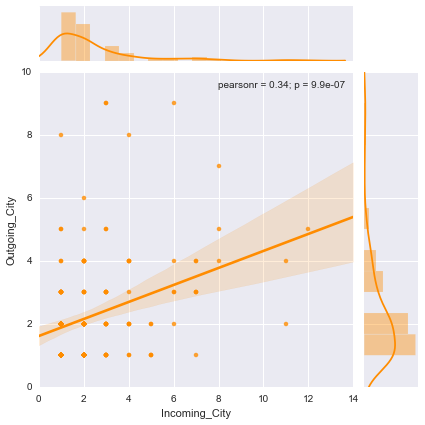 pearsonr = 0.34; p = 9.9e-07
10
8
6
4
2
0
Outgoing_City
0 2 4 6 8 10 12 14
Incoming_City